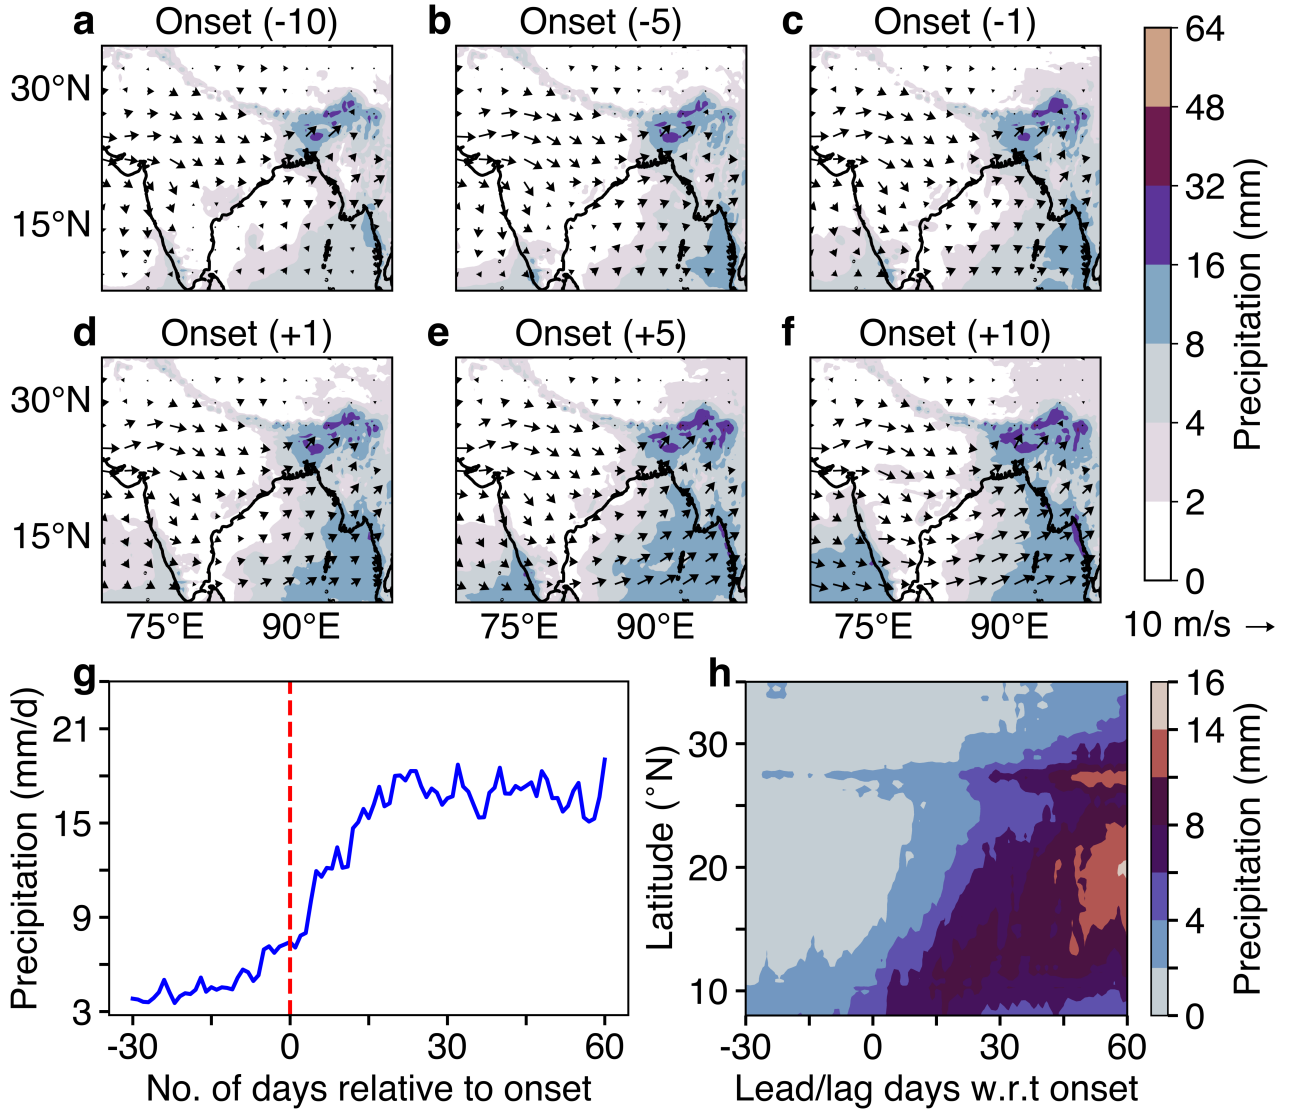 a Onset (-10)
b Onset (-5)
c Onset (-1)
30°N
15°N
d Onset (+1)
e Onset (+5)
f Onset (+10)
30°N
15°N
75°E 90°E
75°E 90°E
75°E 90°E
64
48
32
16
8
4
2
0
Precipitation (mm)
10 m/s →
g
21
15
9
3
Precipitation (mm/d)
-30 0 30 60
No. of days relative to onset
h
30
20
10
Latitude (°N)
-30 0 30 60
Lead/lag days w.r.t onset
16
14
8
4
0
Precipitation (mm)